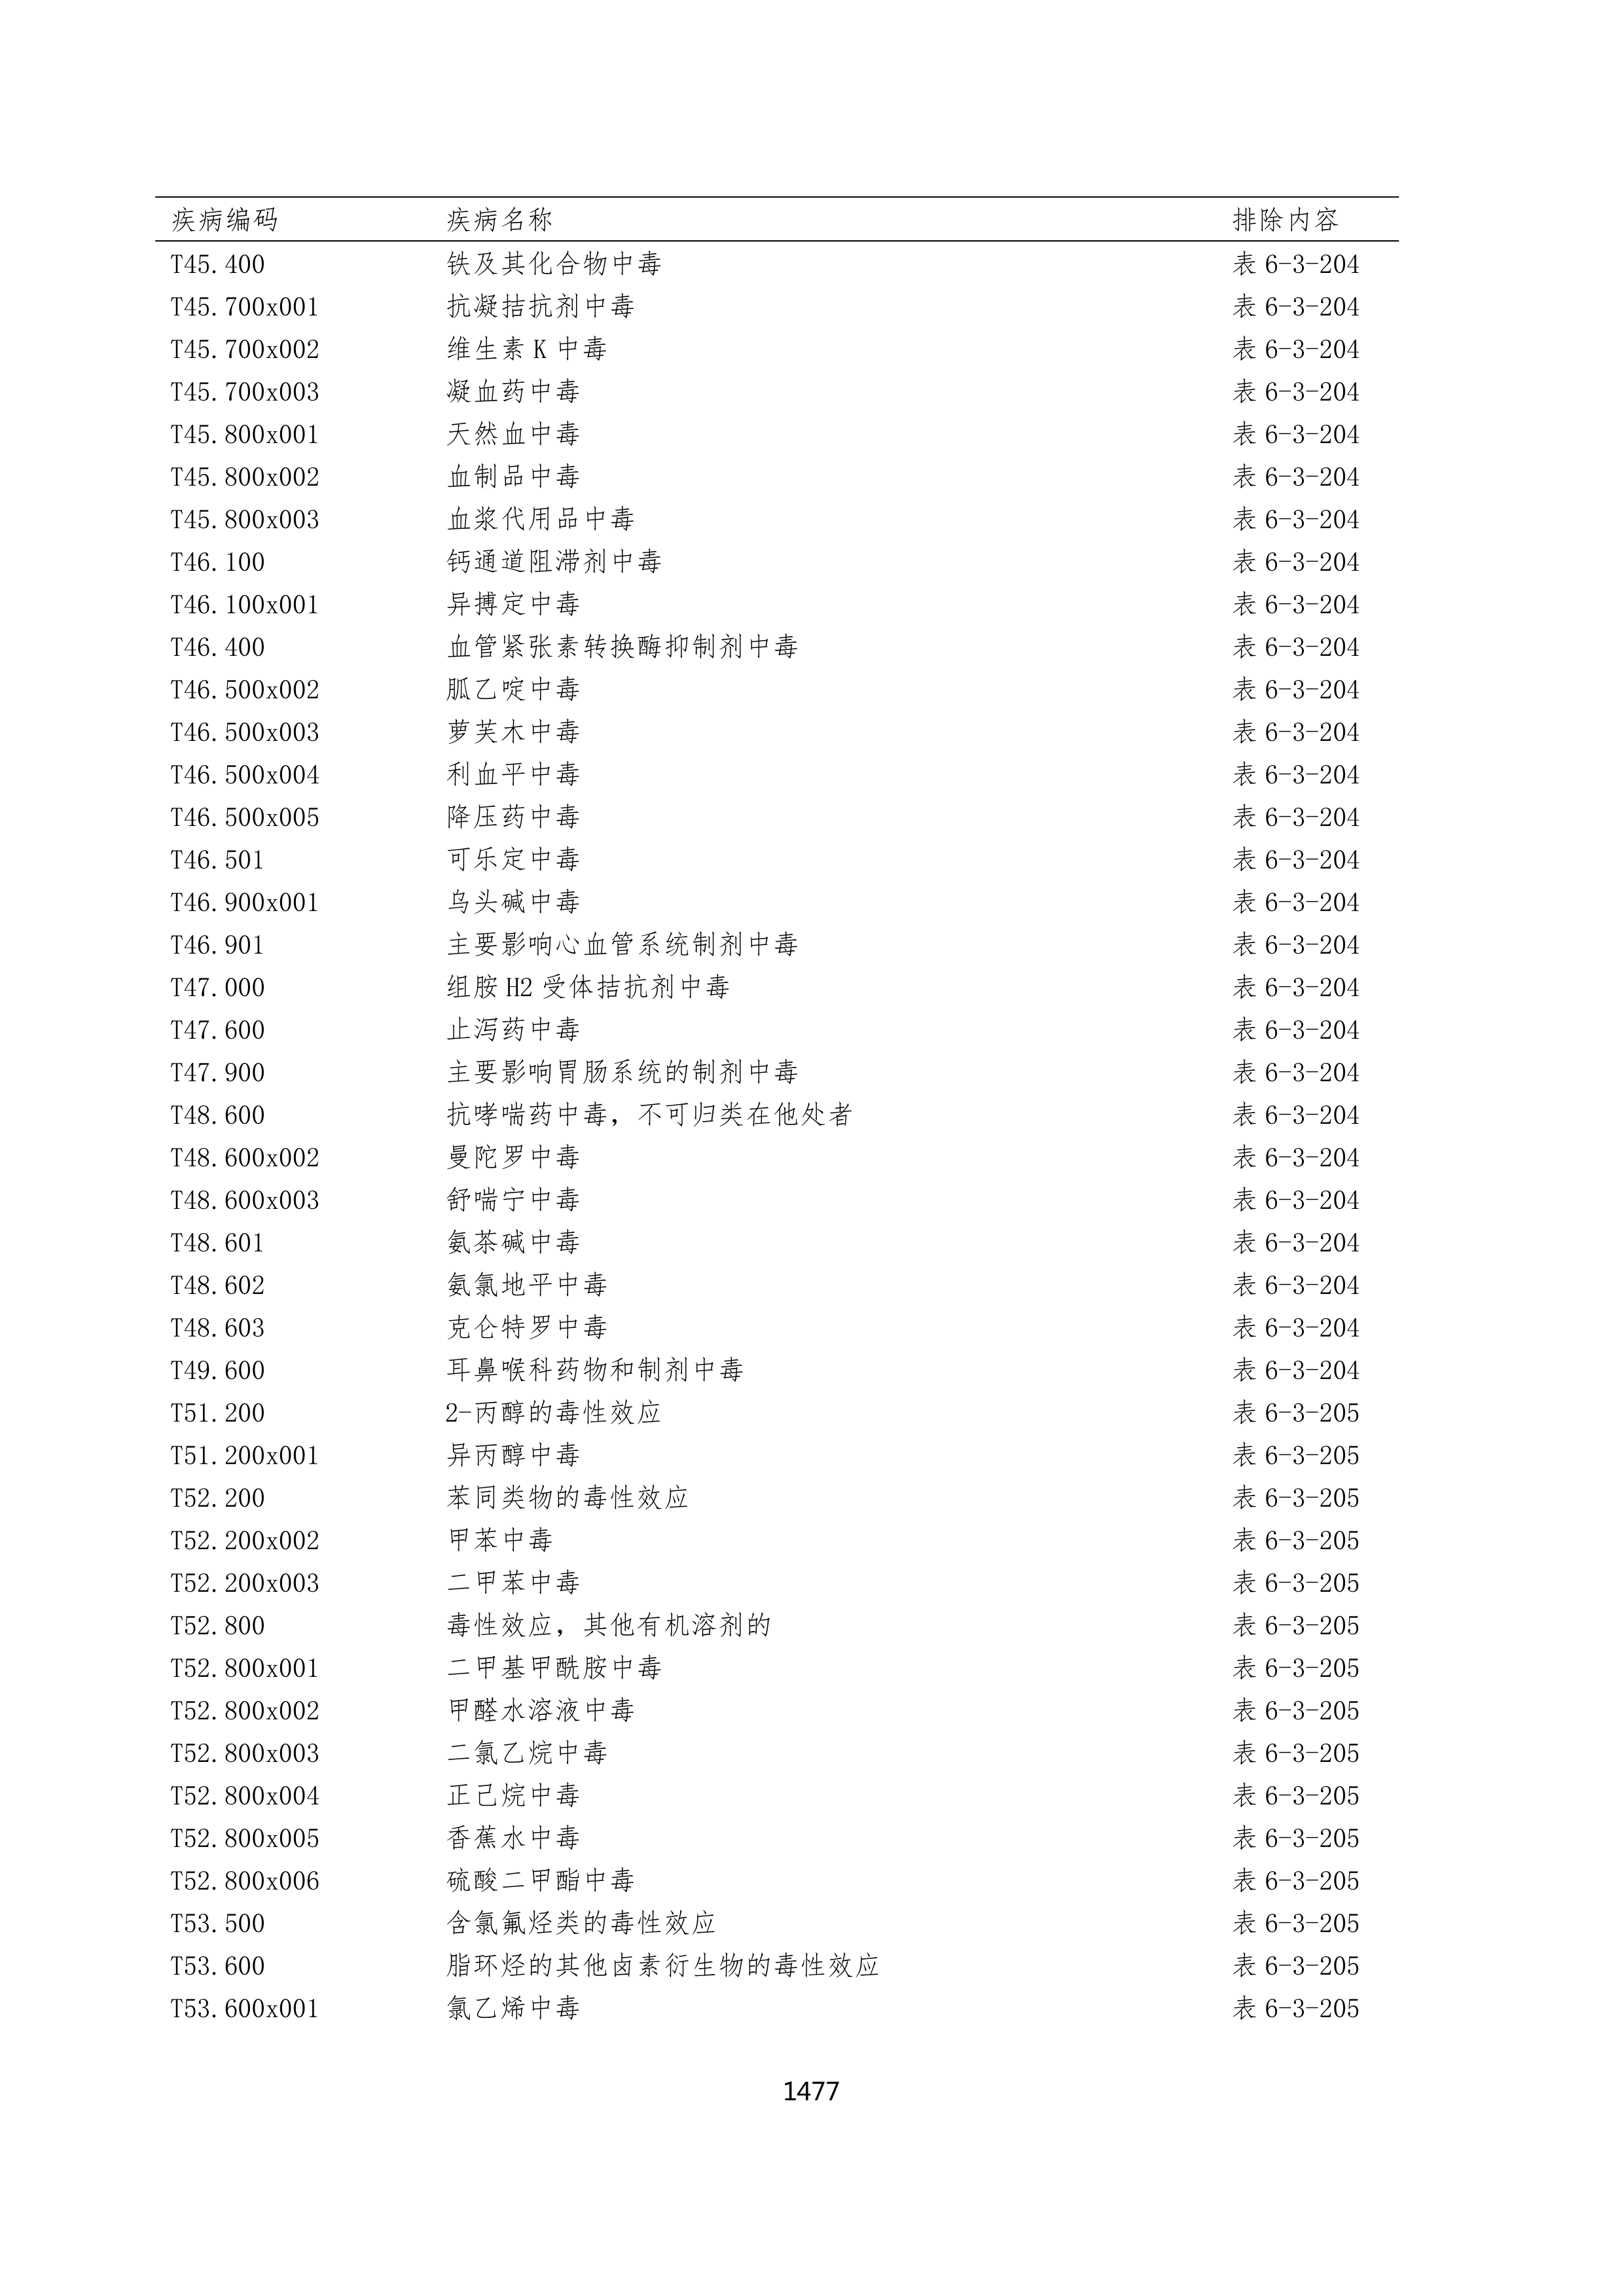 疾病编码 疾病名称 排除内容
T45.400 铁及其化合物中毒 表 6-3-204
T45.700x001 抗凝拮抗剂中毒 表 6-3-204
T45.700x002 维生素 K 中毒 表 6-3-204
T45.700x003 凝血药中毒 表 6-3-204
T45.800x001 天然血中毒 表 6-3-204
T45.800x002 血制品中毒 表 6-3-204
T45.800x003 血浆代用品中毒 表 6-3-204
T46.100 钙通道阻滞剂中毒 表 6-3-204
T46.100x001 异搏定中毒 表 6-3-204
T46.400 血管紧张素转换酶抑制剂中毒 表 6-3-204
T46.500x002 胍乙啶中毒 表 6-3-204
T46.500x003 萝芙木中毒 表 6-3-204
T46.500x004 利血平中毒 表 6-3-204
T46.500x005 降压药中毒 表 6-3-204
T46.501 可乐定中毒 表 6-3-204
T46.900x001 乌头碱中毒 表 6-3-204
T46.901 主要影响心血管系统制剂中毒 表 6-3-204
T47.000 组胺 H2 受体拮抗剂中毒 表 6-3-204
T47.600 止泻药中毒 表 6-3-204
T47.900 主要影响胃肠系统的制剂中毒 表 6-3-204
T48.600 抗哮喘药中毒，不可归类在他处者 表 6-3-204
T48.600x002 曼陀罗中毒 表 6-3-204
T48.600x003 舒喘宁中毒 表 6-3-204
T48.601 氨茶碱中毒 表 6-3-204
T48.602 氨氯地平中毒 表 6-3-204
T48.603 克仑特罗中毒 表 6-3-204
T49.600 耳鼻喉科药物和制剂中毒 表 6-3-204
T51.200 2-丙醇的毒性效应 表 6-3-205
T51.200x001 异丙醇中毒 表 6-3-205
T52.200 苯同类物的毒性效应 表 6-3-205
T52.200x002 甲苯中毒 表 6-3-205
T52.200x003 二甲苯中毒 表 6-3-205
T52.800 毒性效应，其他有机溶剂的 表 6-3-205
T52.800x001 二甲基甲酰胺中毒 表 6-3-205
T52.800x002 甲醛水溶液中毒 表 6-3-205
T52.800x003 二氯乙烷中毒 表 6-3-205
T52.800x004 正己烷中毒 表 6-3-205
T52.800x005 香蕉水中毒 表 6-3-205
T52.800x006 硫酸二甲酯中毒 表 6-3-205
T53.500 含氯氟烃类的毒性效应 表 6-3-205
T53.600 脂环烃的其他卤素衍生物的毒性效应 表 6-3-205
T53.600x001 氯乙烯中毒 表 6-3-205
1477